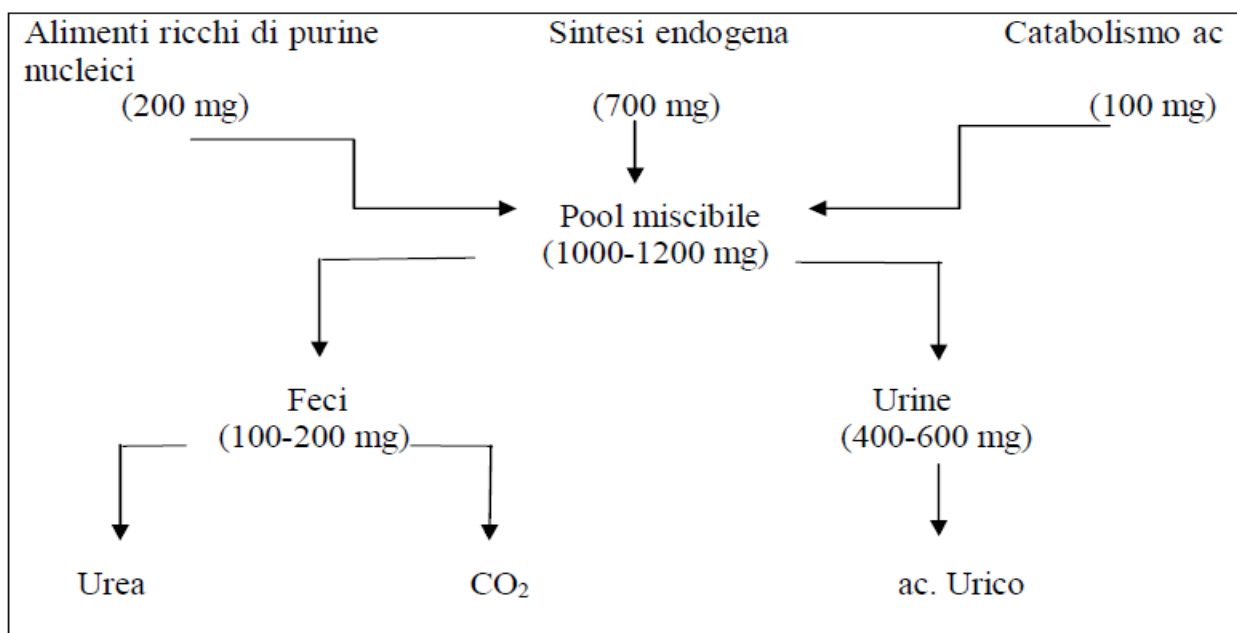 Alimenti ricchi di purine Sintesi endogena Catabolismo ac
nucleici
(200 mg) (700 mg) (100 mg)
Pool miscibile
(1000-1200 mg)
Feci Urine
(100-200 mg) (400-600 mg)
Urea CO₂ ac. Urico